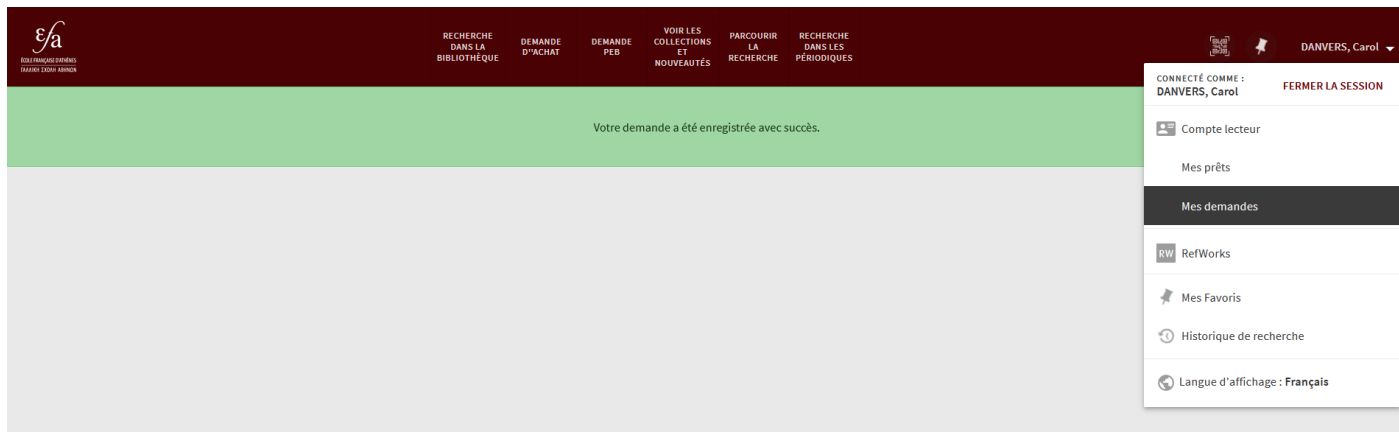 εfa
ÉCOLE FRANÇAISE D'ATHÈNES
ΓΑΛΛΙΚΗ ΣΧΟΛΗ ΑΘΗΝΩΝ
RECHERCHE
DANS LA
BIBLIOTHÈQUE
DEMANDE
D"ACHAT
DEMANDE
PEB
VOIR LES
COLLECTIONS
ET
NOUVEAUTÉS
PARCOURIR
LA
RECHERCHE
RECHERCHE
DANS LES
PÉRIODIQUES
DANVERS, Carol
Votre demande a été enregistrée avec succès.
CONNECTÉ COMME :
DANVERS, Carol
FERMER LA SESSION
Compte lecteur
Mes prêts
Mes demandes
RW RefWorks
Mes Favoris
Historique de recherche
Langue d'affichage : Français